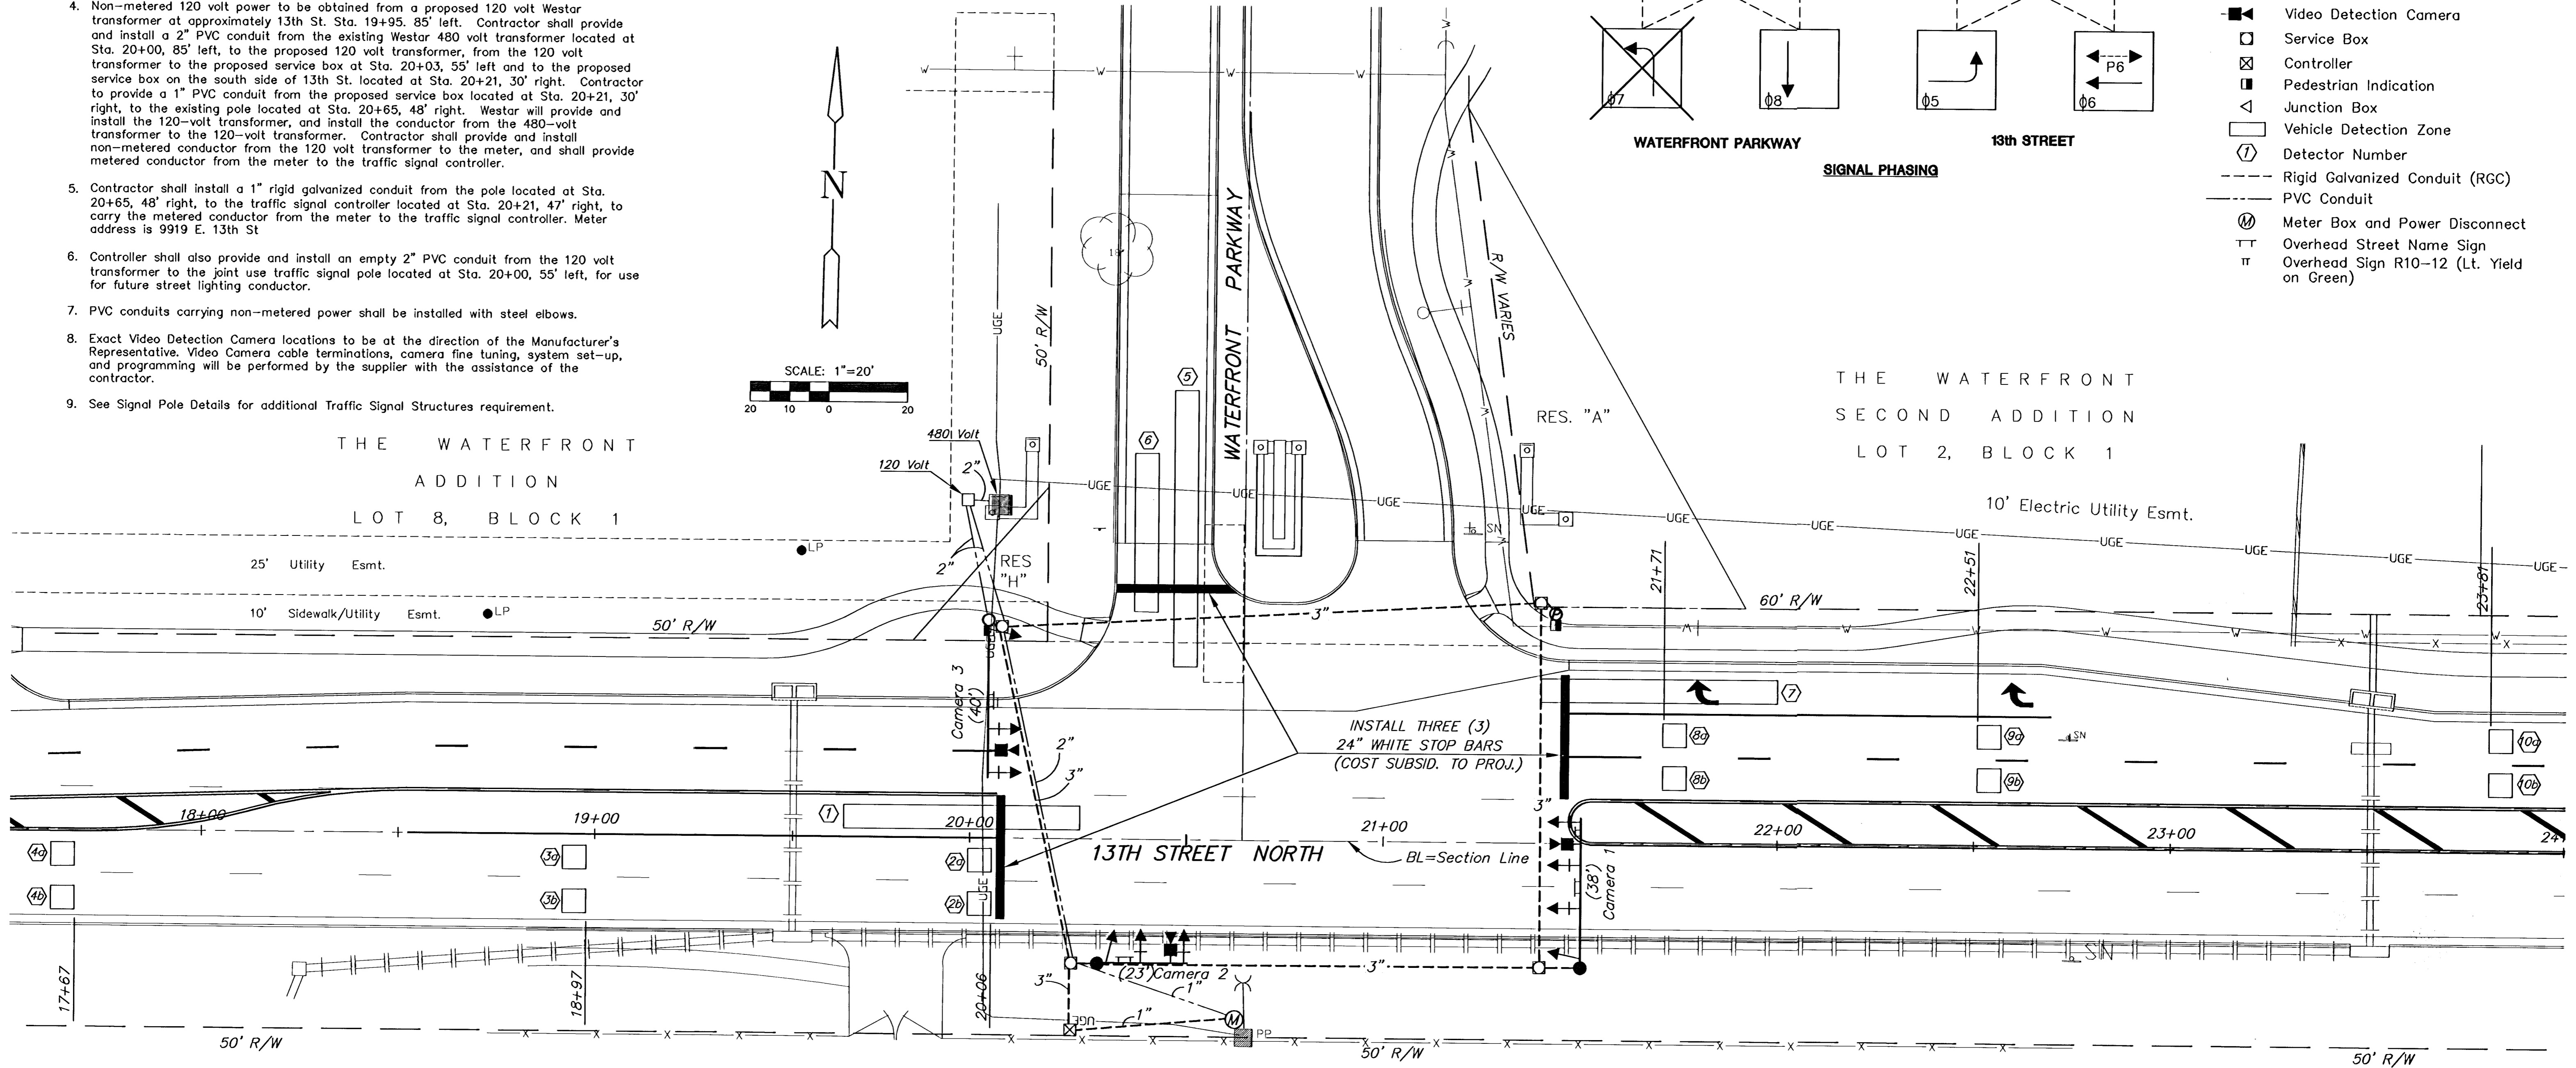 4. Non-metered 120 volt power to be obtained from a proposed 120 volt Westar
transformer at approximately 13th St. Sta. 19+95. 85' left. Contractor shall provide
and install a 2" PVC conduit from the existing Westar 480 volt transformer located at
Sta. 20+00, 85' left, to the proposed 120 volt transformer, from the 120 volt
transformer to the proposed service box at Sta. 20+03, 55' left and to the proposed
service box on the south side of 13th St. located at Sta. 20+21, 30' right. Contractor
to provide a 1" PVC conduit from the proposed service box located at Sta. 20+21, 30'
right, to the existing pole located at Sta. 20+65, 48' right. Westar will provide and
install the 120-volt transformer, and install the conductor from the 480-volt
transformer to the 120-volt transformer. Contractor shall provide and install
non-metered conductor from the 120 volt transformer to the meter, and shall provide
metered conductor from the meter to the traffic signal controller.
5. Contractor shall install a 1" rigid galvanized conduit from the pole located at Sta.
20+65, 48' right, to the traffic signal controller located at Sta. 20+21, 47' right, to
carry the metered conductor from the meter to the traffic signal controller. Meter
address is 9919 E. 13th St
6. Controller shall also provide and install an empty 2" PVC conduit from the 120 volt
transformer to the joint use traffic signal pole located at Sta. 20+00, 55' left, for use
for future street lighting conductor.
7. PVC conduits carrying non-metered power shall be installed with steel elbows.
8. Exact Video Detection Camera locations to be at the direction of the Manufacturer's
Representative. Video Camera cable terminations, camera fine tuning, system set-up,
and programming will be performed by the supplier with the assistance of the
contractor.
9. See Signal Pole Details for additional Traffic Signal Structures requirement.
N
SCALE: 1"=20'
20 10 0 20
φ7
φ8
φ5
P6
φ6
WATERFRONT PARKWAY
13th STREET
SIGNAL PHASING
Video Detection Camera
Service Box
Controller
Pedestrian Indication
Junction Box
Vehicle Detection Zone
1 Detector Number
Rigid Galvanized Conduit (RGC)
PVC Conduit
M Meter Box and Power Disconnect
Overhead Street Name Sign
Overhead Sign R10-12 (Lt. Yield
on Green)
THE WATERFRONT
ADDITION
LOT 8, BLOCK 1
THE WATERFRONT
SECOND ADDITION
LOT 2, BLOCK 1
RES. "A"
10' Electric Utility Esmt.
WATERFRONT PARKWAY
50' R/W
R/W VARIES
W W W W
UGE
18"
480 Volt
120 Volt
2"
2"
5
6
UGE UGE UGE UGE UGE UGE UGE UGE UGE UGE UGE
SN
LP
25' Utility Esmt.
RES
"H"
10' Sidewalk/Utility Esmt.
LP
50' R/W
3"
60' R/W
21+71
22+51
23+81
W W W W W W
X X X
UGE
Camera 3
(40')
2"
3"
INSTALL THREE (3)
24" WHITE STOP BARS
(COST SUBSID. TO PROJ.)
7
8a
8b
9a
9b
SN
10a
10b
3"
18+00
19+00
20+00
21+00
22+00
23+00
24+
1
13TH STREET NORTH
BL=Section Line
4a
4b
3a
3b
2a
2b
UGE
(38')
Camera 1
17+67
18+97
20+06
(23') Camera 2
3"
3"
1"
1"
UGE
M
PP
SN
50' R/W
50' R/W
50' R/W
X X X X X X X X X X X X X X